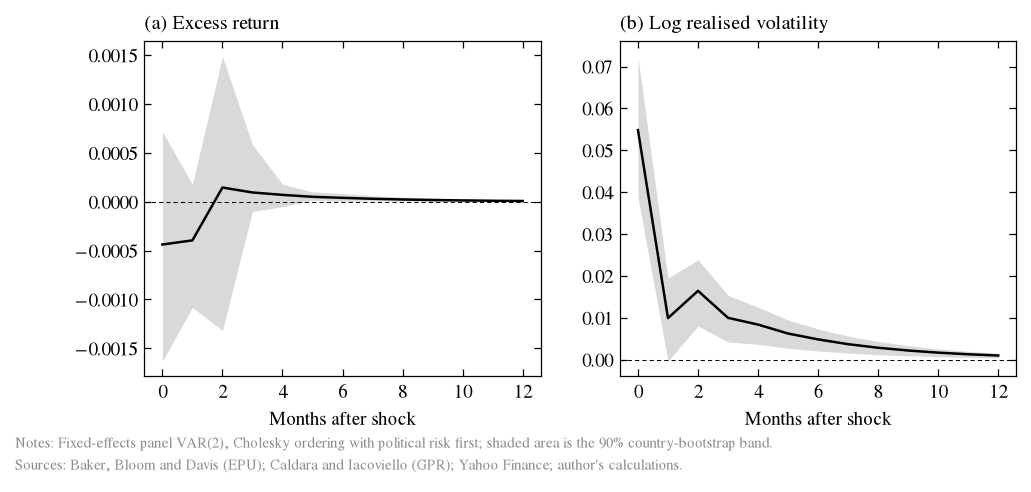 (a) Excess return
0.0015
0.0010
0.0005
0.0000
−0.0005
−0.0010
−0.0015
0 2 4 6 8 10 12
Months after shock
(b) Log realised volatility
0.07
0.06
0.05
0.04
0.03
0.02
0.01
0.00
0 2 4 6 8 10 12
Months after shock
Notes: Fixed-effects panel VAR(2), Cholesky ordering with political risk first; shaded area is the 90% country-bootstrap band.
Sources: Baker, Bloom and Davis (EPU); Caldara and Iacoviello (GPR); Yahoo Finance; author's calculations.